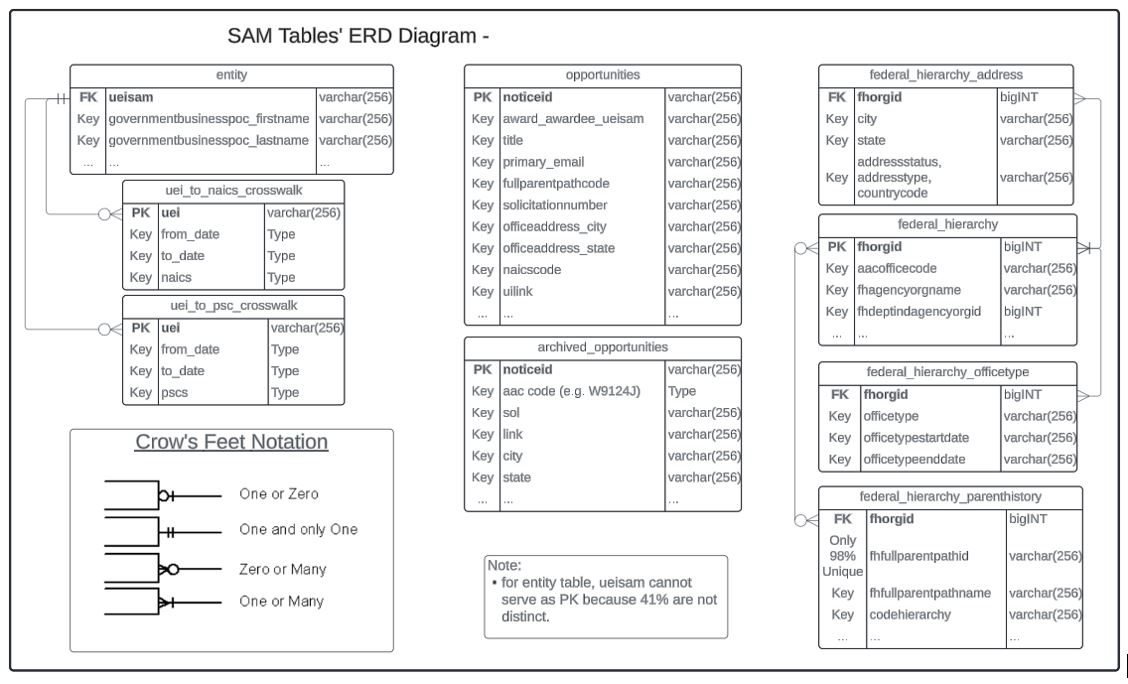 SAM Tables' ERD Diagram -
entity
FK ueisam varchar(256)
Key governmentbusinesspoc_firstname varchar(256)
Key governmentbusinesspoc_lastname varchar(256)
... ... ...
uei_to_naics_crosswalk
PK uei varchar(256)
Key from_date Type
Key to_date Type
Key naics Type
uei_to_psc_crosswalk
PK uei varchar(256)
Key from_date Type
Key to_date Type
Key pscs Type
Crow's Feet Notation
One or Zero
One and only One
Zero or Many
One or Many
opportunities
PK noticeid varchar(256)
Key award_awardee_ueisam varchar(256)
Key title varchar(256)
Key primary_email varchar(256)
Key fullparentpathcode varchar(256)
Key solicitationnumber varchar(256)
Key officeaddress_city varchar(256)
Key officeaddress_state varchar(256)
Key naicscode varchar(256)
Key uilink varchar(256)
... ... ...
archived_opportunities
PK noticeid varchar(256)
Key aac code (e.g. W9124J) Type
Key sol varchar(256)
Key link varchar(256)
Key city varchar(256)
Key state varchar(256)
... ... ...
Note:
• for entity table, ueisam cannot
serve as PK because 41% are not
distinct.
federal_hierarchy_address
FK fhorgid bigINT
Key city varchar(256)
Key state varchar(256)
addressstatus,
Key addresstype, varchar(256)
countrycode
federal_hierarchy
PK fhorgid bigINT
Key aacofficecode varchar(256)
Key fhagencyorgname varchar(256)
Key fhdeptindagencyorgid bigINT
... ... ...
federal_hierarchy_officetype
FK fhorgid bigINT
Key officetype varchar(256)
Key officetypestartdate varchar(256)
Key officetypeenddate varchar(256)
federal_hierarchy_parenthistory
FK fhorgid bigINT
Only
98% fhfullparentpathid varchar(256)
Unique
Key fhfullparentpathname varchar(256)
Key codehierarchy varchar(256)
... ... ...